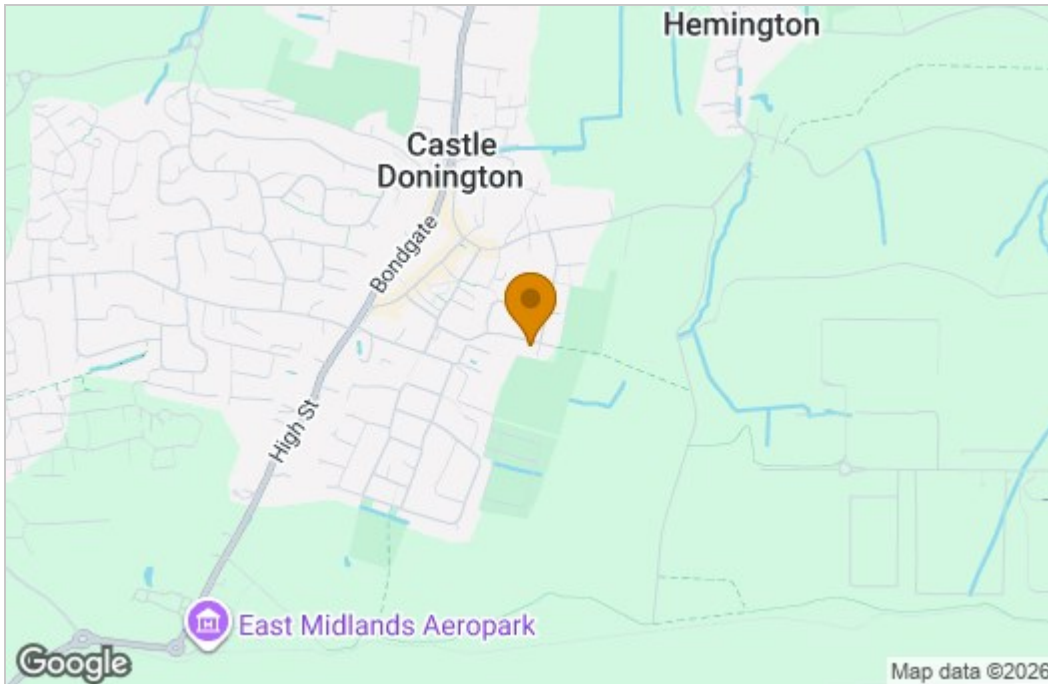 Hemington
Castle
Donington
Bondgate
High St
East Midlands Aeropark
Google
Map data ©2026